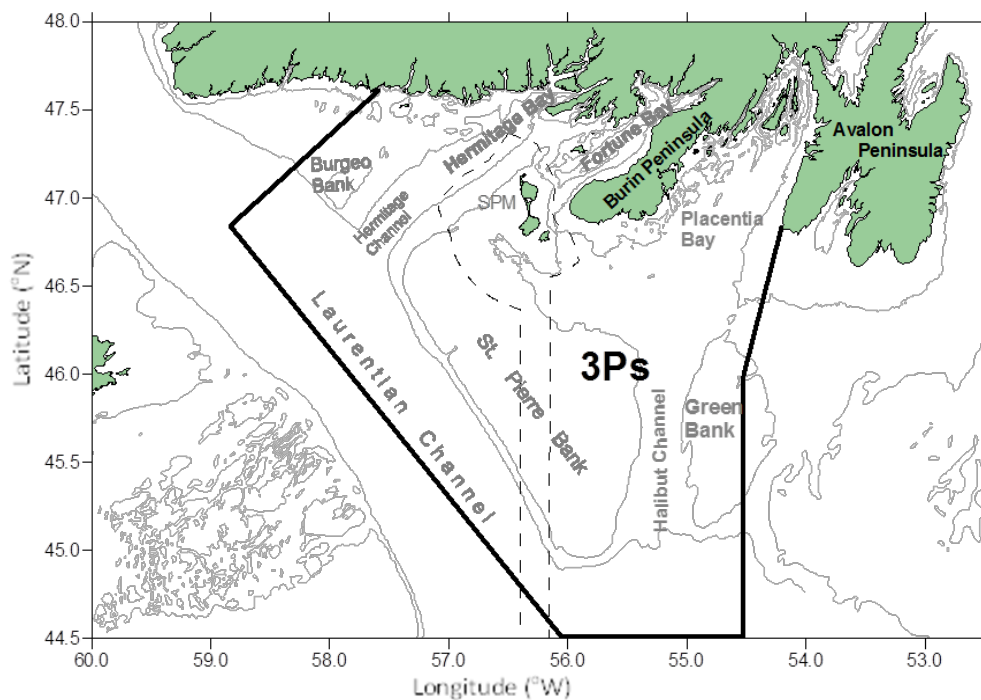 48.0
47.5
47.0
46.5
46.0
45.5
45.0
44.5
Latitude (°N)
60.0 59.0 58.0 57.0 56.0 55.0 54.0 53.0
Longitude (°W)
Burgeo
Bank
Hermitage Bay
Hermitage
Channel
Fortune Bay
Burin Peninsula
Avalon
Peninsula
SPM
Placentia
Bay
Laurentian Channel
St. Pierre Bank
3Ps
Halibut Channel
Green
Bank